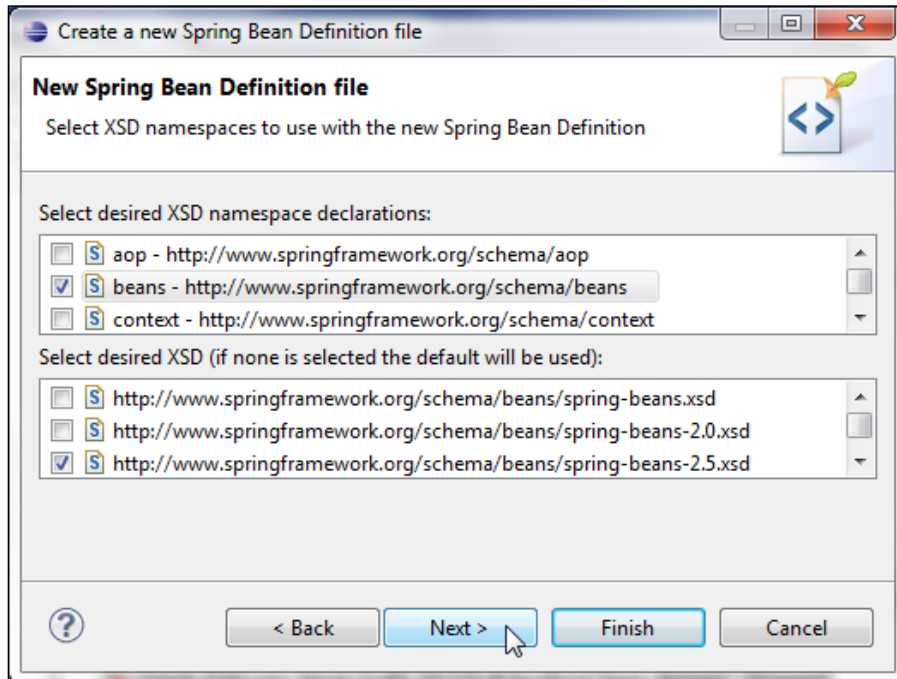 Create a new Spring Bean Definition file
New Spring Bean Definition file
Select XSD namespaces to use with the new Spring Bean Definition
Select desired XSD namespace declarations:
aop - http://www.springframework.org/schema/aop
beans - http://www.springframework.org/schema/beans
context - http://www.springframework.org/schema/context
Select desired XSD (if none is selected the default will be used):
http://www.springframework.org/schema/beans/spring-beans.xsd
http://www.springframework.org/schema/beans/spring-beans-2.0.xsd
http://www.springframework.org/schema/beans/spring-beans-2.5.xsd
< Back Next > Finish Cancel